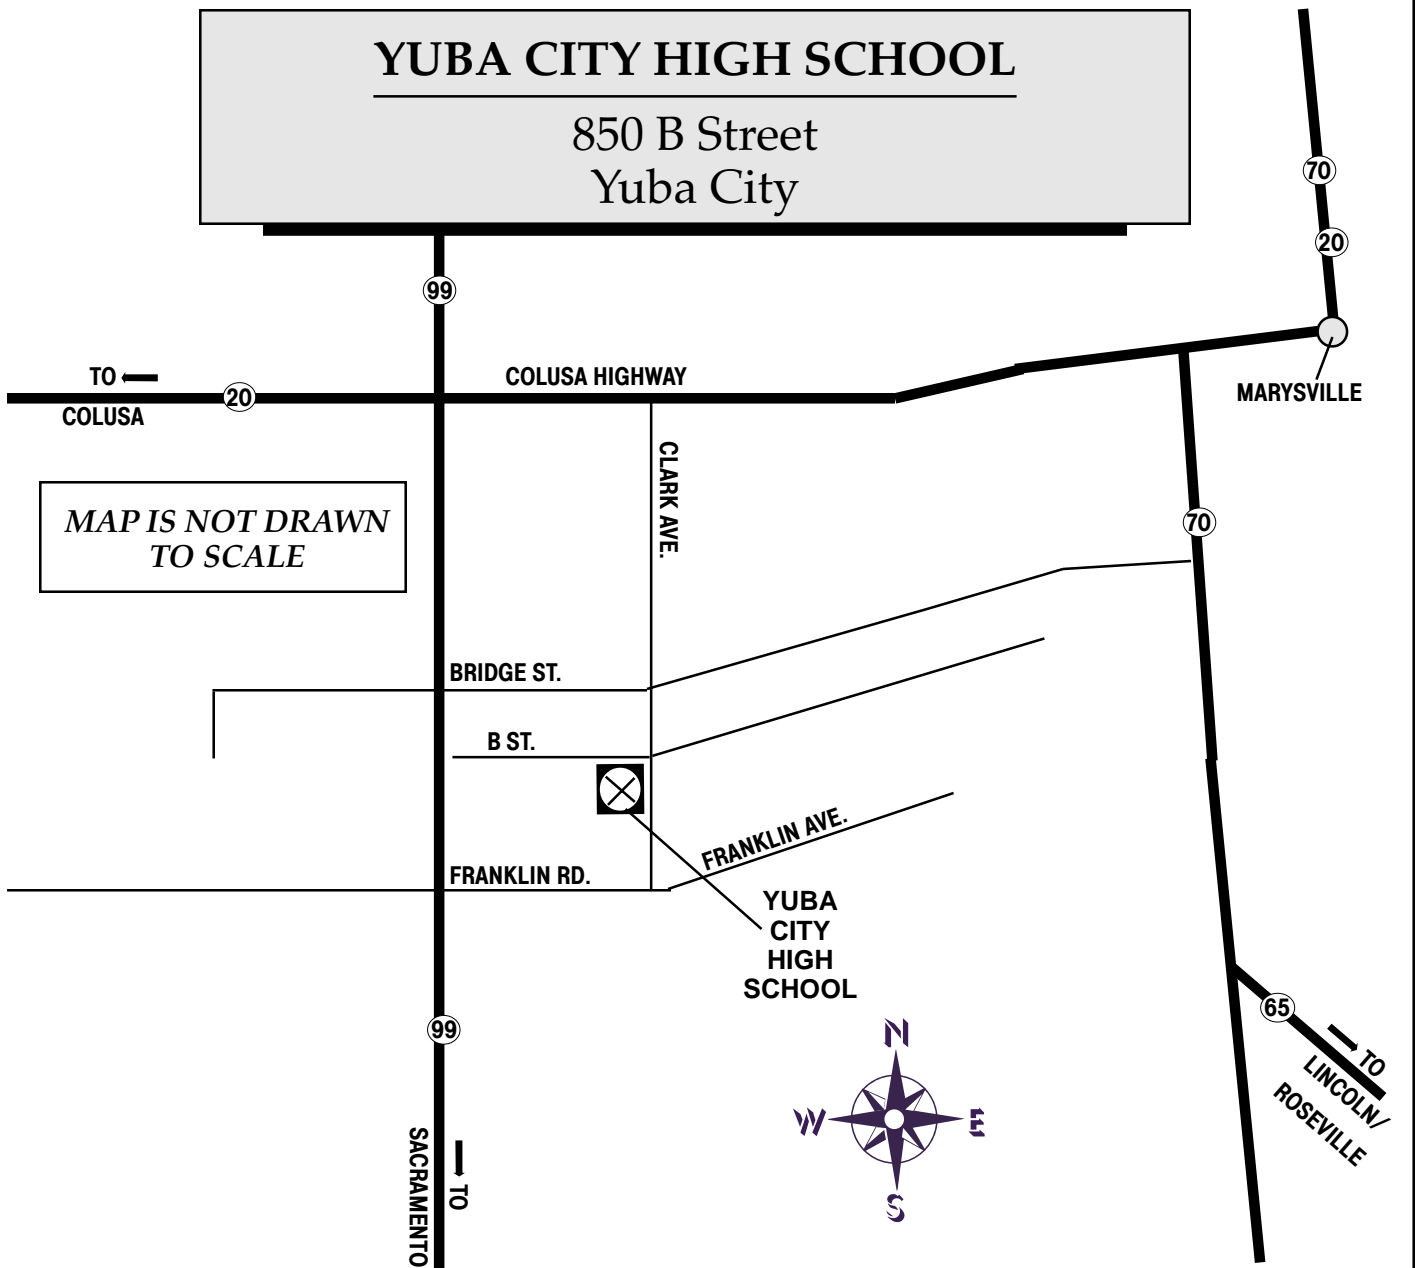 YUBA CITY HIGH SCHOOL
850 B Street
Yuba City
70
20
99
TO
COLUSA
20
COLUSA HIGHWAY
MARYSVILLE
CLARK AVE.
MAP IS NOT DRAWN
TO SCALE
70
BRIDGE ST.
B ST.
FRANKLIN AVE.
FRANKLIN RD.
YUBA
CITY
HIGH
SCHOOL
99
65
TO
LINCOLN/
ROSEVILLE
N
W
E
S
TO
SACRAMENTO